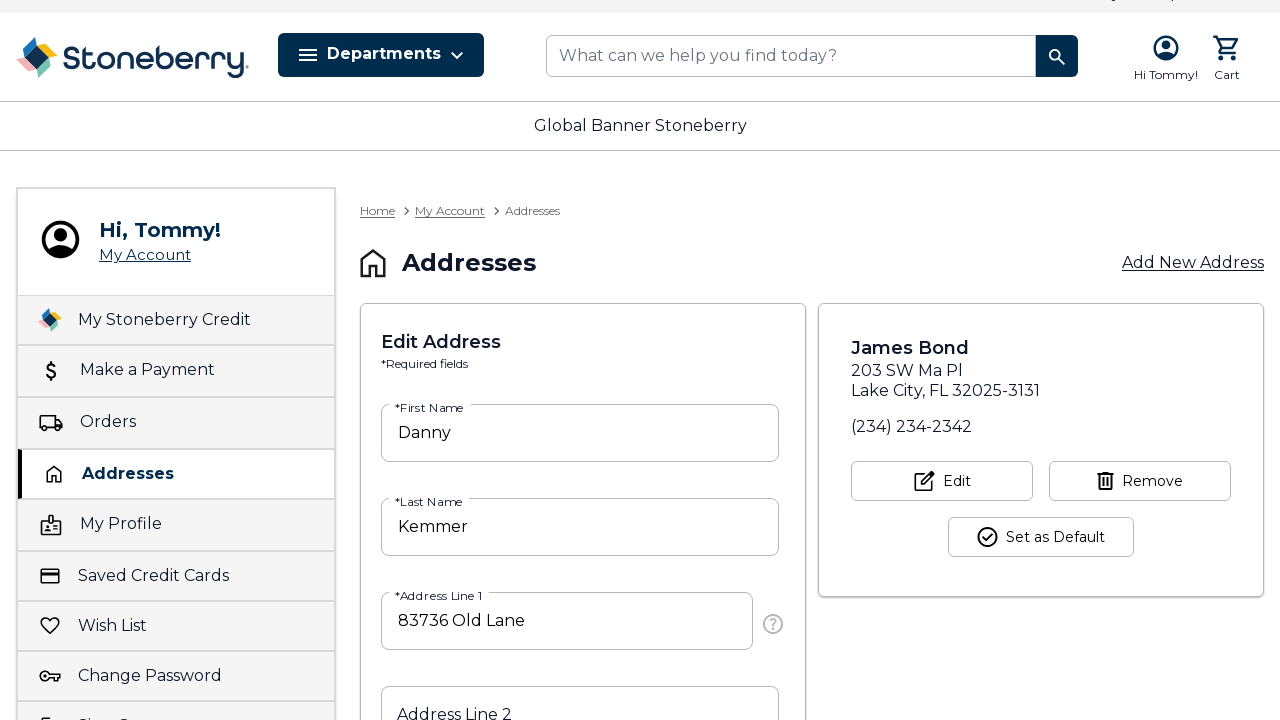 Stoneberry
Departments
What can we help you find today?
Hi Tommy!
Cart
Global Banner Stoneberry
Hi, Tommy!
My Account
My Stoneberry Credit
Make a Payment
Orders
Addresses
My Profile
Saved Credit Cards
Wish List
Change Password
Home
My Account
Addresses
Addresses
Add New Address
Edit Address
*Required fields
*First Name
Danny
*Last Name
Kemmer
*Address Line 1
83736 Old Lane
Address Line 2
James Bond
203 SW Ma Pl
Lake City, FL 32025-3131
(234) 234-2342
Edit
Remove
Set as Default